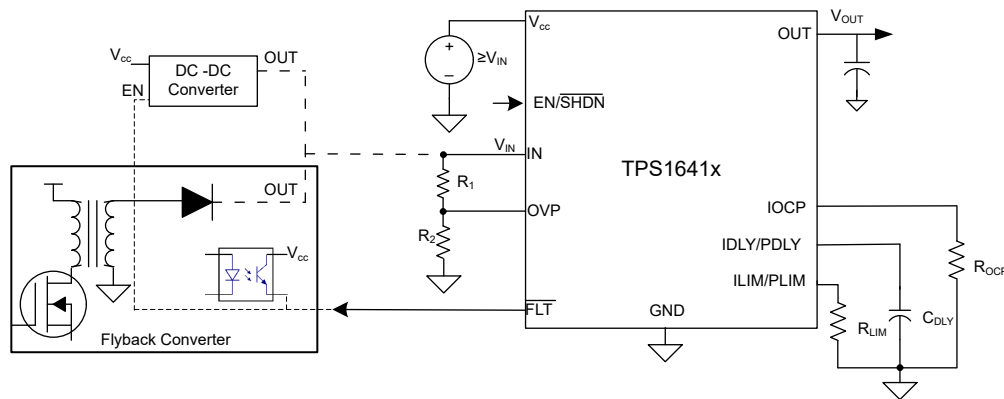 Vcc
OUT
DC -DC
Converter
EN
Vcc
≥VIN
OUT
VOUT
EN/SHDN
VIN
IN
TPS1641x
R1
OVP
R2
OUT
Vcc
IOCP
IDLY/PDLY
ILIM/PLIM
ROCP
FLT
GND
RLIM
CDLY
Flyback Converter